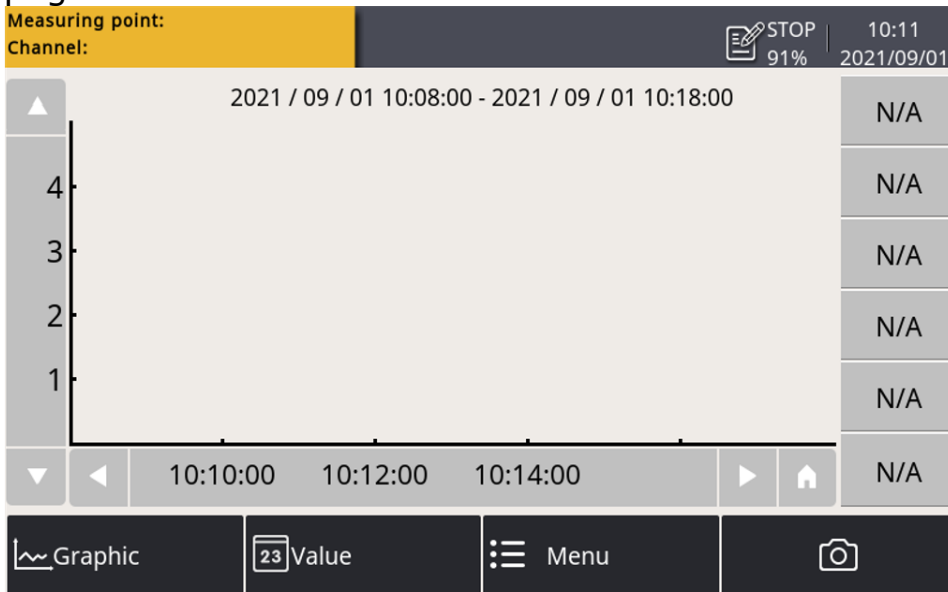 Measuring point:
Channel:
STOP
91%
10:11
2021/09/01
2021 / 09 / 01 10:08:00 - 2021 / 09 / 01 10:18:00
N/A
N/A
N/A
N/A
N/A
N/A
4
3
2
1
10:10:00 10:12:00 10:14:00
Graphic
23 Value
Menu